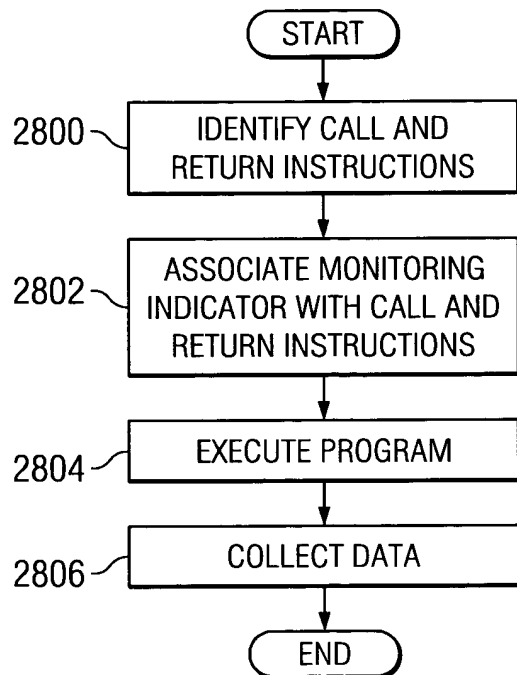 START
2800
IDENTIFY CALL AND
RETURN INSTRUCTIONS
2802
ASSOCIATE MONITORING
INDICATOR WITH CALL AND
RETURN INSTRUCTIONS
2804
EXECUTE PROGRAM
2806
COLLECT DATA
END